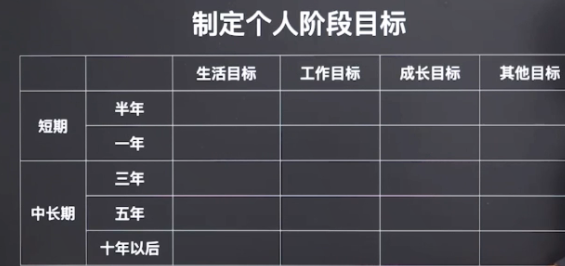 制定个人阶段目标
生活目标 工作目标 成长目标 其他目标
短期 半年
一年
中长期 三年
五年
十年以后